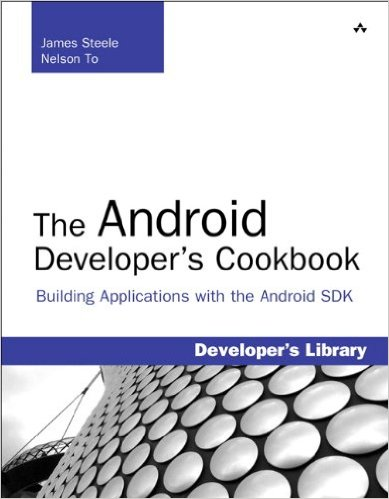 James Steele
Nelson To
The Android
Developer's Cookbook
Building Applications with the Android SDK
Developer's Library